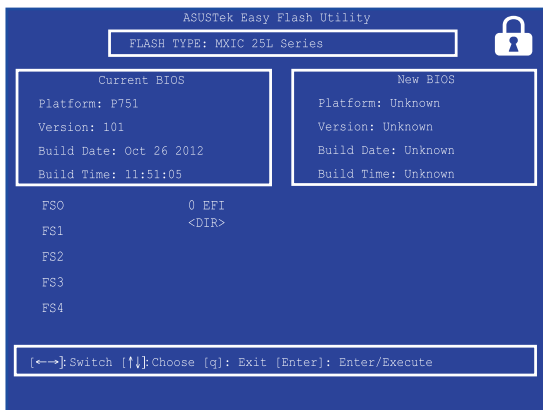 ASUSTek Easy Flash Utility
FLASH TYPE: MXIC 25L Series
Current BIOS
Platform: P751
Version: 101
Build Date: Oct 26 2012
Build Time: 11:51:05
New BIOS
Platform: Unknown
Version: Unknown
Build Date: Unknown
Build Time: Unknown
FSO 0 EFI
<DIR>
FS1
FS2
FS3
FS4
[←→]:Switch [↑↓]:Choose [q]: Exit [Enter]: Enter/Execute